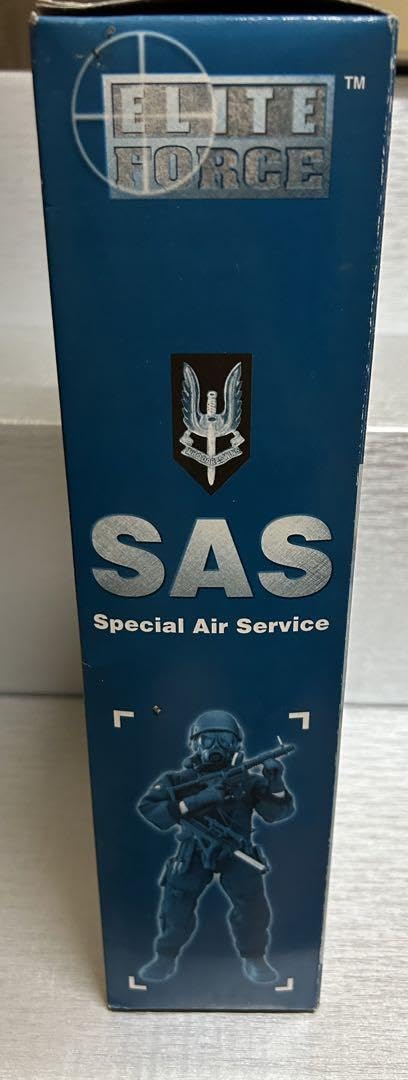 ELITE
FORCE
TM
SAS
Special Air Service